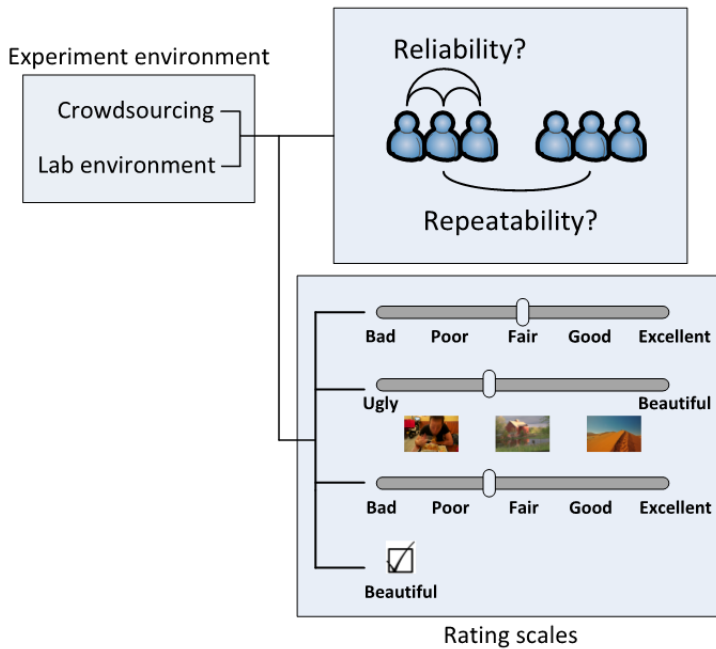 Experiment environment
Crowdsourcing
Lab environment
Reliability?
Repeatability?
Bad Poor Fair Good Excellent
Ugly Beautiful
Bad Poor Fair Good Excellent
Beautiful
Rating scales